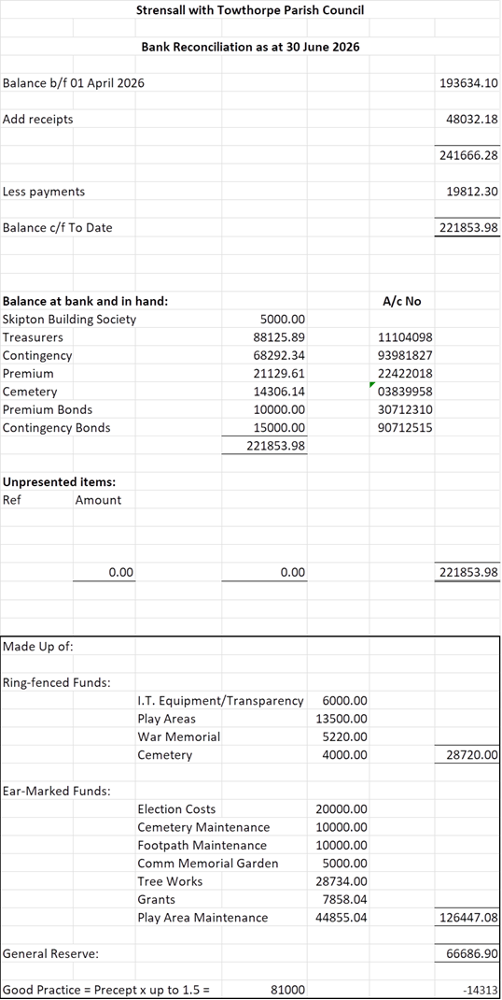 Strensall with Towthorpe Parish Council
Bank Reconciliation as at 30 June 2026
Balance b/f 01 April 2026 193634.10
Add receipts 48032.18
241666.28
Less payments 19812.30
Balance c/f To Date 221853.98
Balance at bank and in hand: A/c No
Skipton Building Society 5000.00
Treasurers 88125.89 11104098
Contingency 68292.34 93981827
Premium 21129.61 22422018
Cemetery 14306.14 03839958
Premium Bonds 10000.00 30712310
Contingency Bonds 15000.00 90712515
221853.98
Unpresented items:
Ref Amount
0.00 0.00 221853.98
Made Up of:
Ring-fenced Funds:
I.T. Equipment/Transparency 6000.00
Play Areas 13500.00
War Memorial 5220.00
Cemetery 4000.00 28720.00
Ear-Marked Funds:
Election Costs 20000.00
Cemetery Maintenance 10000.00
Footpath Maintenance 10000.00
Comm Memorial Garden 5000.00
Tree Works 28734.00
Grants 7858.04
Play Area Maintenance 44855.04 126447.08
General Reserve: 66686.90
Good Practice = Precept x up to 1.5 = 81000 -14313